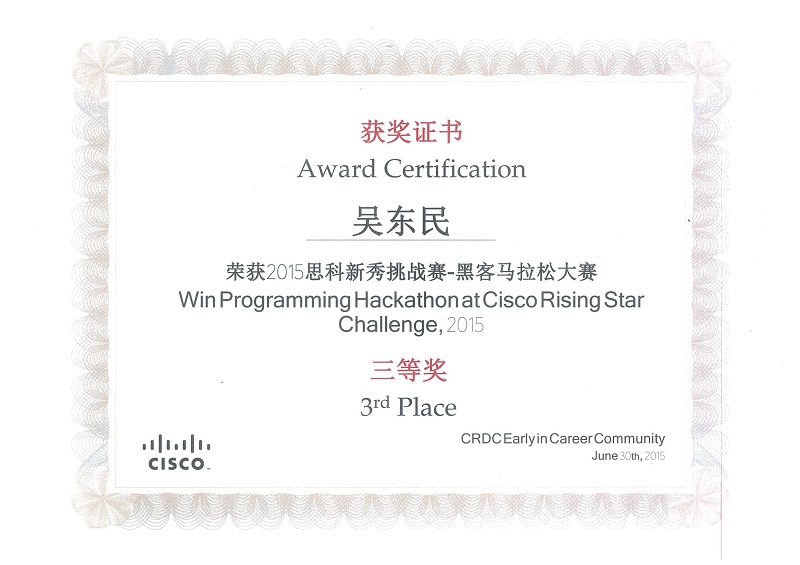 获奖证书
Award Certification
吴东民
荣获2015思科新秀挑战赛-黑客马拉松大赛
Win Programming Hackathon at Cisco Rising Star
Challenge, 2015
三等奖
3rd Place
CRDC Early in Career Community
June 30th, 2015
CISCO